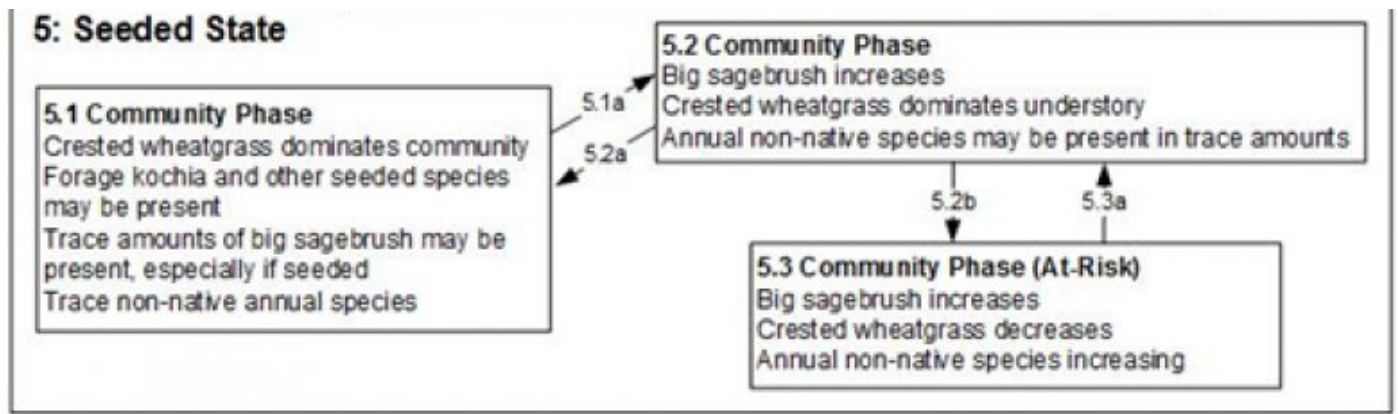 5: Seeded State
5.1 Community Phase
Crested wheatgrass dominates community
Forage kochia and other seeded species
may be present
Trace amounts of big sagebrush may be
present, especially if seeded
Trace non-native annual species
5.1a
5.2a
5.2 Community Phase
Big sagebrush increases
Crested wheatgrass dominates understory
Annual non-native species may be present in trace amounts
5.2b
5.3a
5.3 Community Phase (At-Risk)
Big sagebrush increases
Crested wheatgrass decreases
Annual non-native species increasing